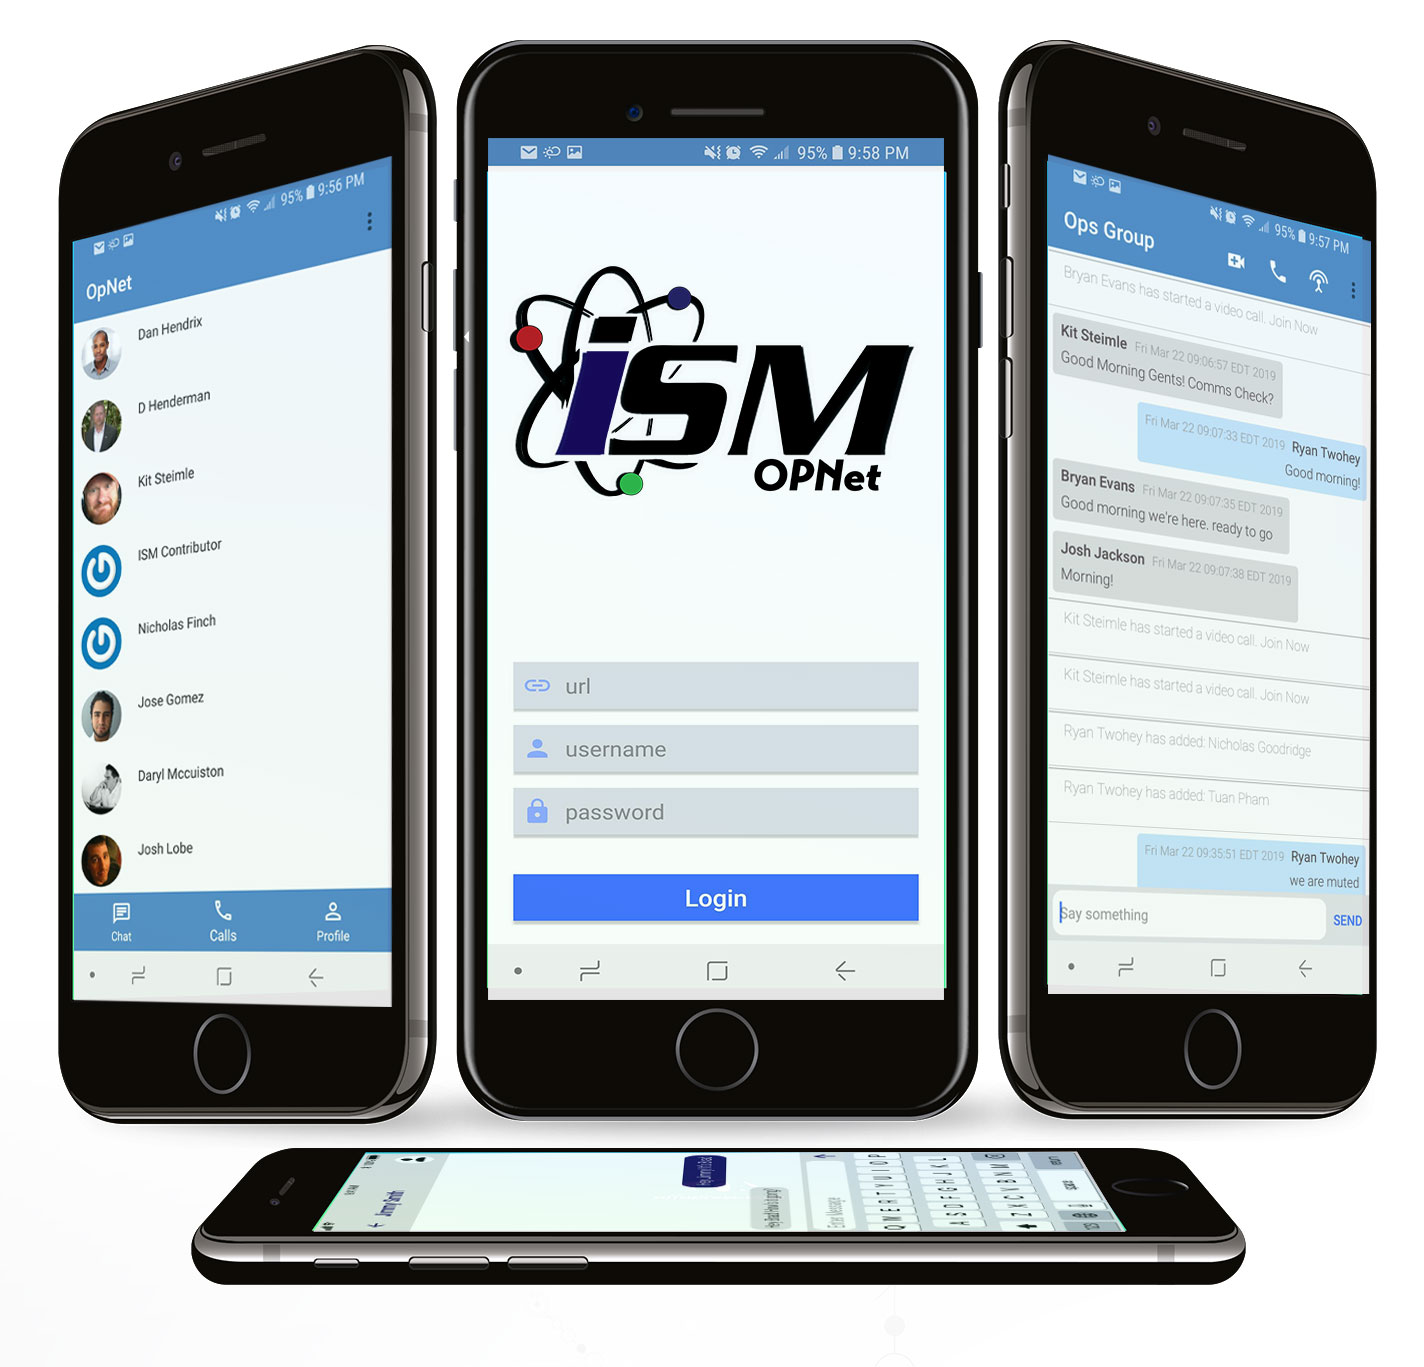 95% 9:56 PM
OpNet
Dan Hendrix
D Henderman
Kit Steimle
ISM Contributor
Nicholas Finch
Jose Gomez
Daryl Mccuiston
Josh Lobe
Chat
Calls
Profile
95% 9:58 PM
iSM
OPNet
url
username
password
Login
95% 9:57 PM
Ops Group
Bryan Evans has started a video call. Join Now
Kit Steimle Fri Mar 22 09:06:57 EDT 2019
Good Morning Gents! Comms Check?
Fri Mar 22 09:07:33 EDT 2019 Ryan Twohey
Good morning!
Bryan Evans Fri Mar 22 09:07:35 EDT 2019
Good morning we're here. ready to go
Josh Jackson Fri Mar 22 09:07:38 EDT 2019
Morning!
Kit Steimle has started a video call. Join Now
Kit Steimle has started a video call. Join Now
Ryan Twohey has added: Nicholas Goodridge
Ryan Twohey has added: Tuan Pham
Fri Mar 22 09:35:51 EDT 2019 Ryan Twohey
we are muted
Say something
SEND
Jimmy Smith
Enter Message
Q W E R T Y U I O P
A S D F G H J K L
Z X C V B N M
space
return